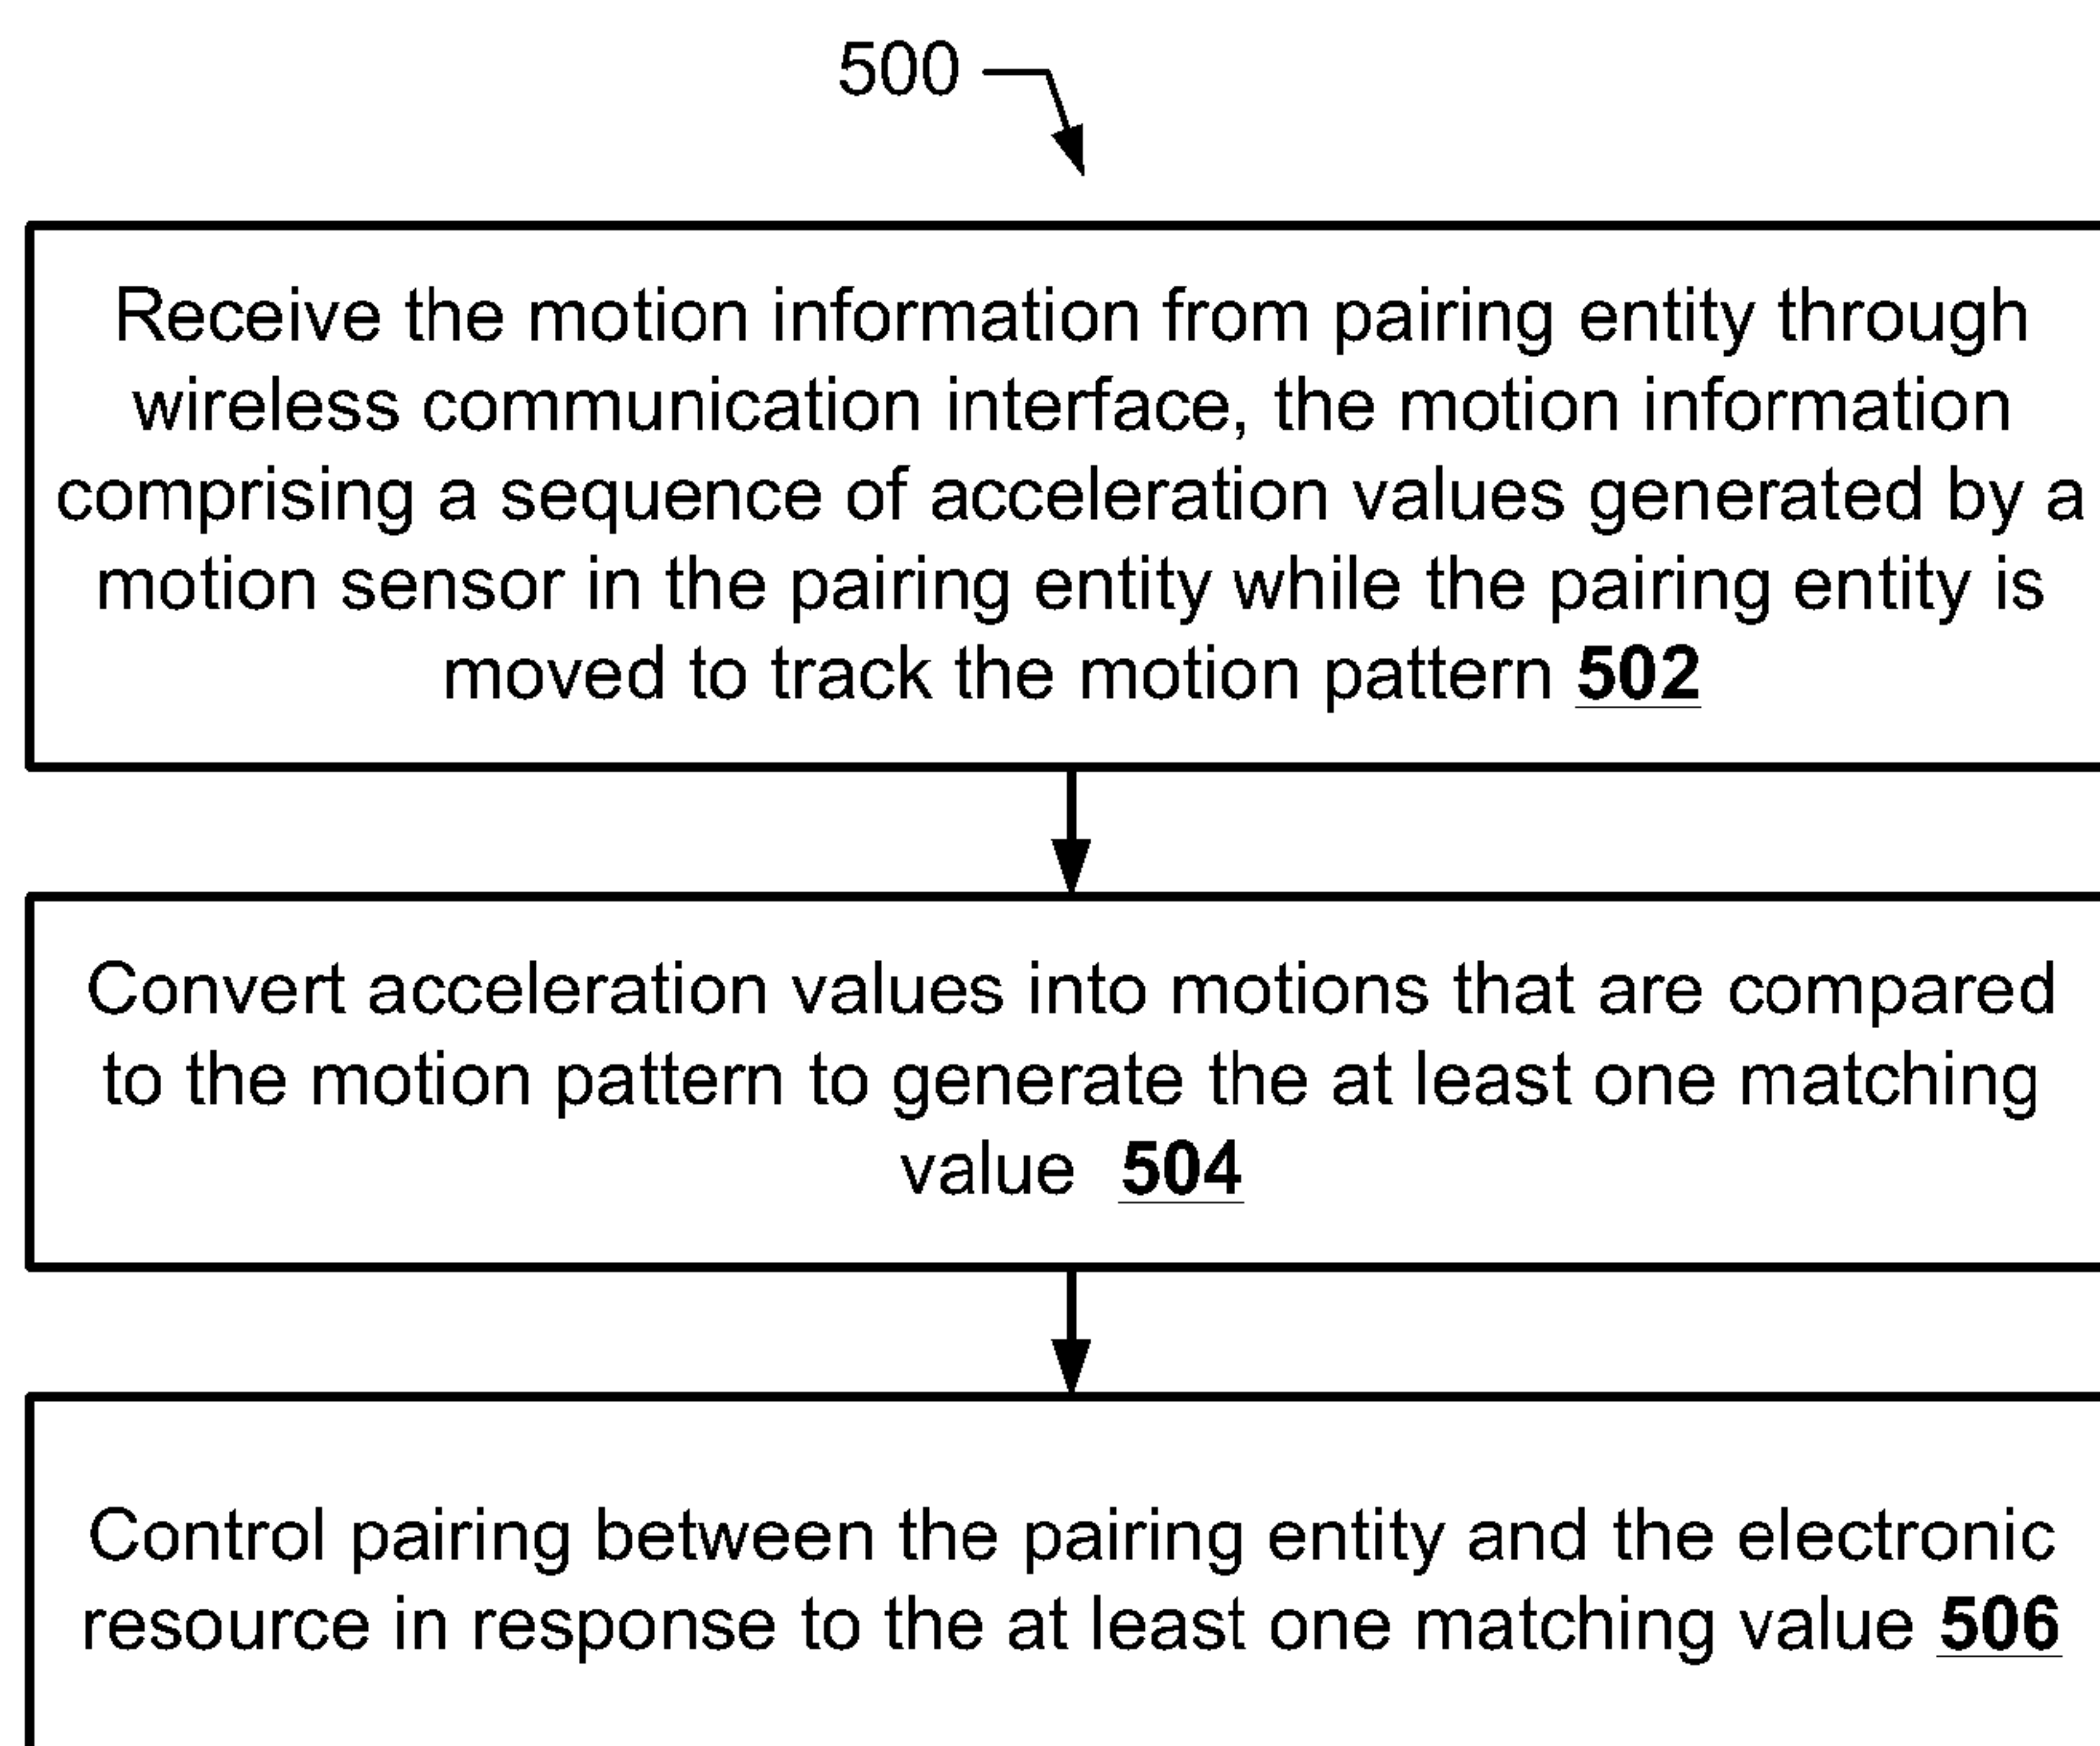 500
Receive the motion information from pairing entity through
wireless communication interface, the motion information
comprising a sequence of acceleration values generated by a
motion sensor in the pairing entity while the pairing entity is
moved to track the motion pattern 502
Convert acceleration values into motions that are compared
to the motion pattern to generate the at least one matching
value 504
Control pairing between the pairing entity and the electronic
resource in response to the at least one matching value 506